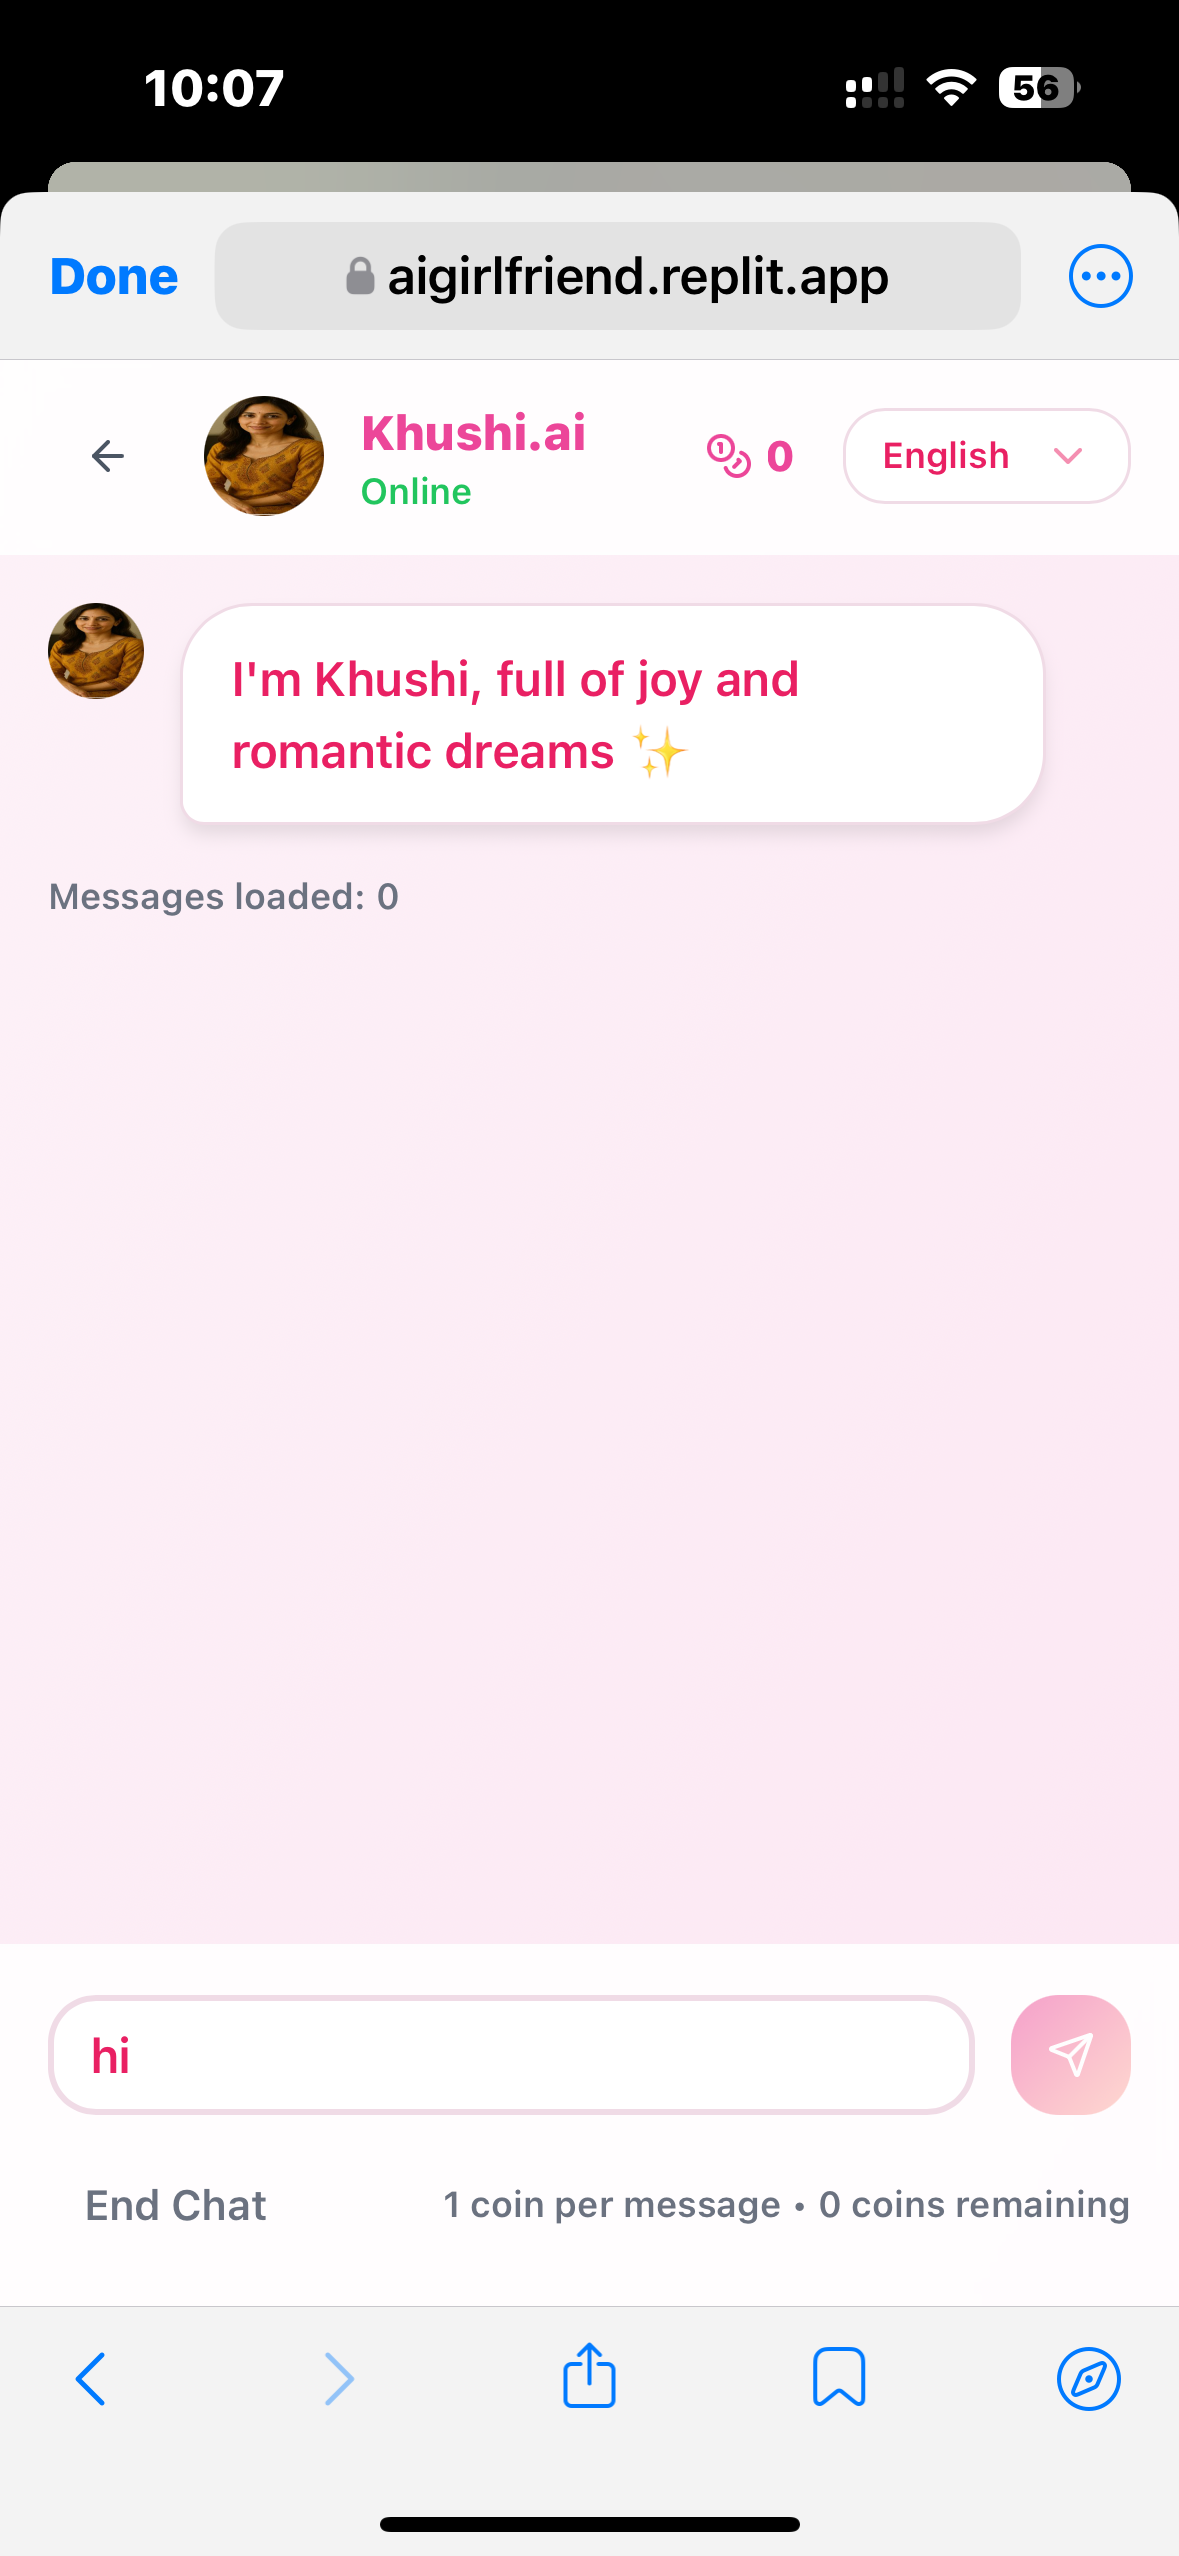 10:07
56
Done
aigirlfriend.replit.app
Khushi.ai
Online
0
English
I'm Khushi, full of joy and
romantic dreams ✨
Messages loaded: 0
hi
End Chat
1 coin per message • 0 coins remaining